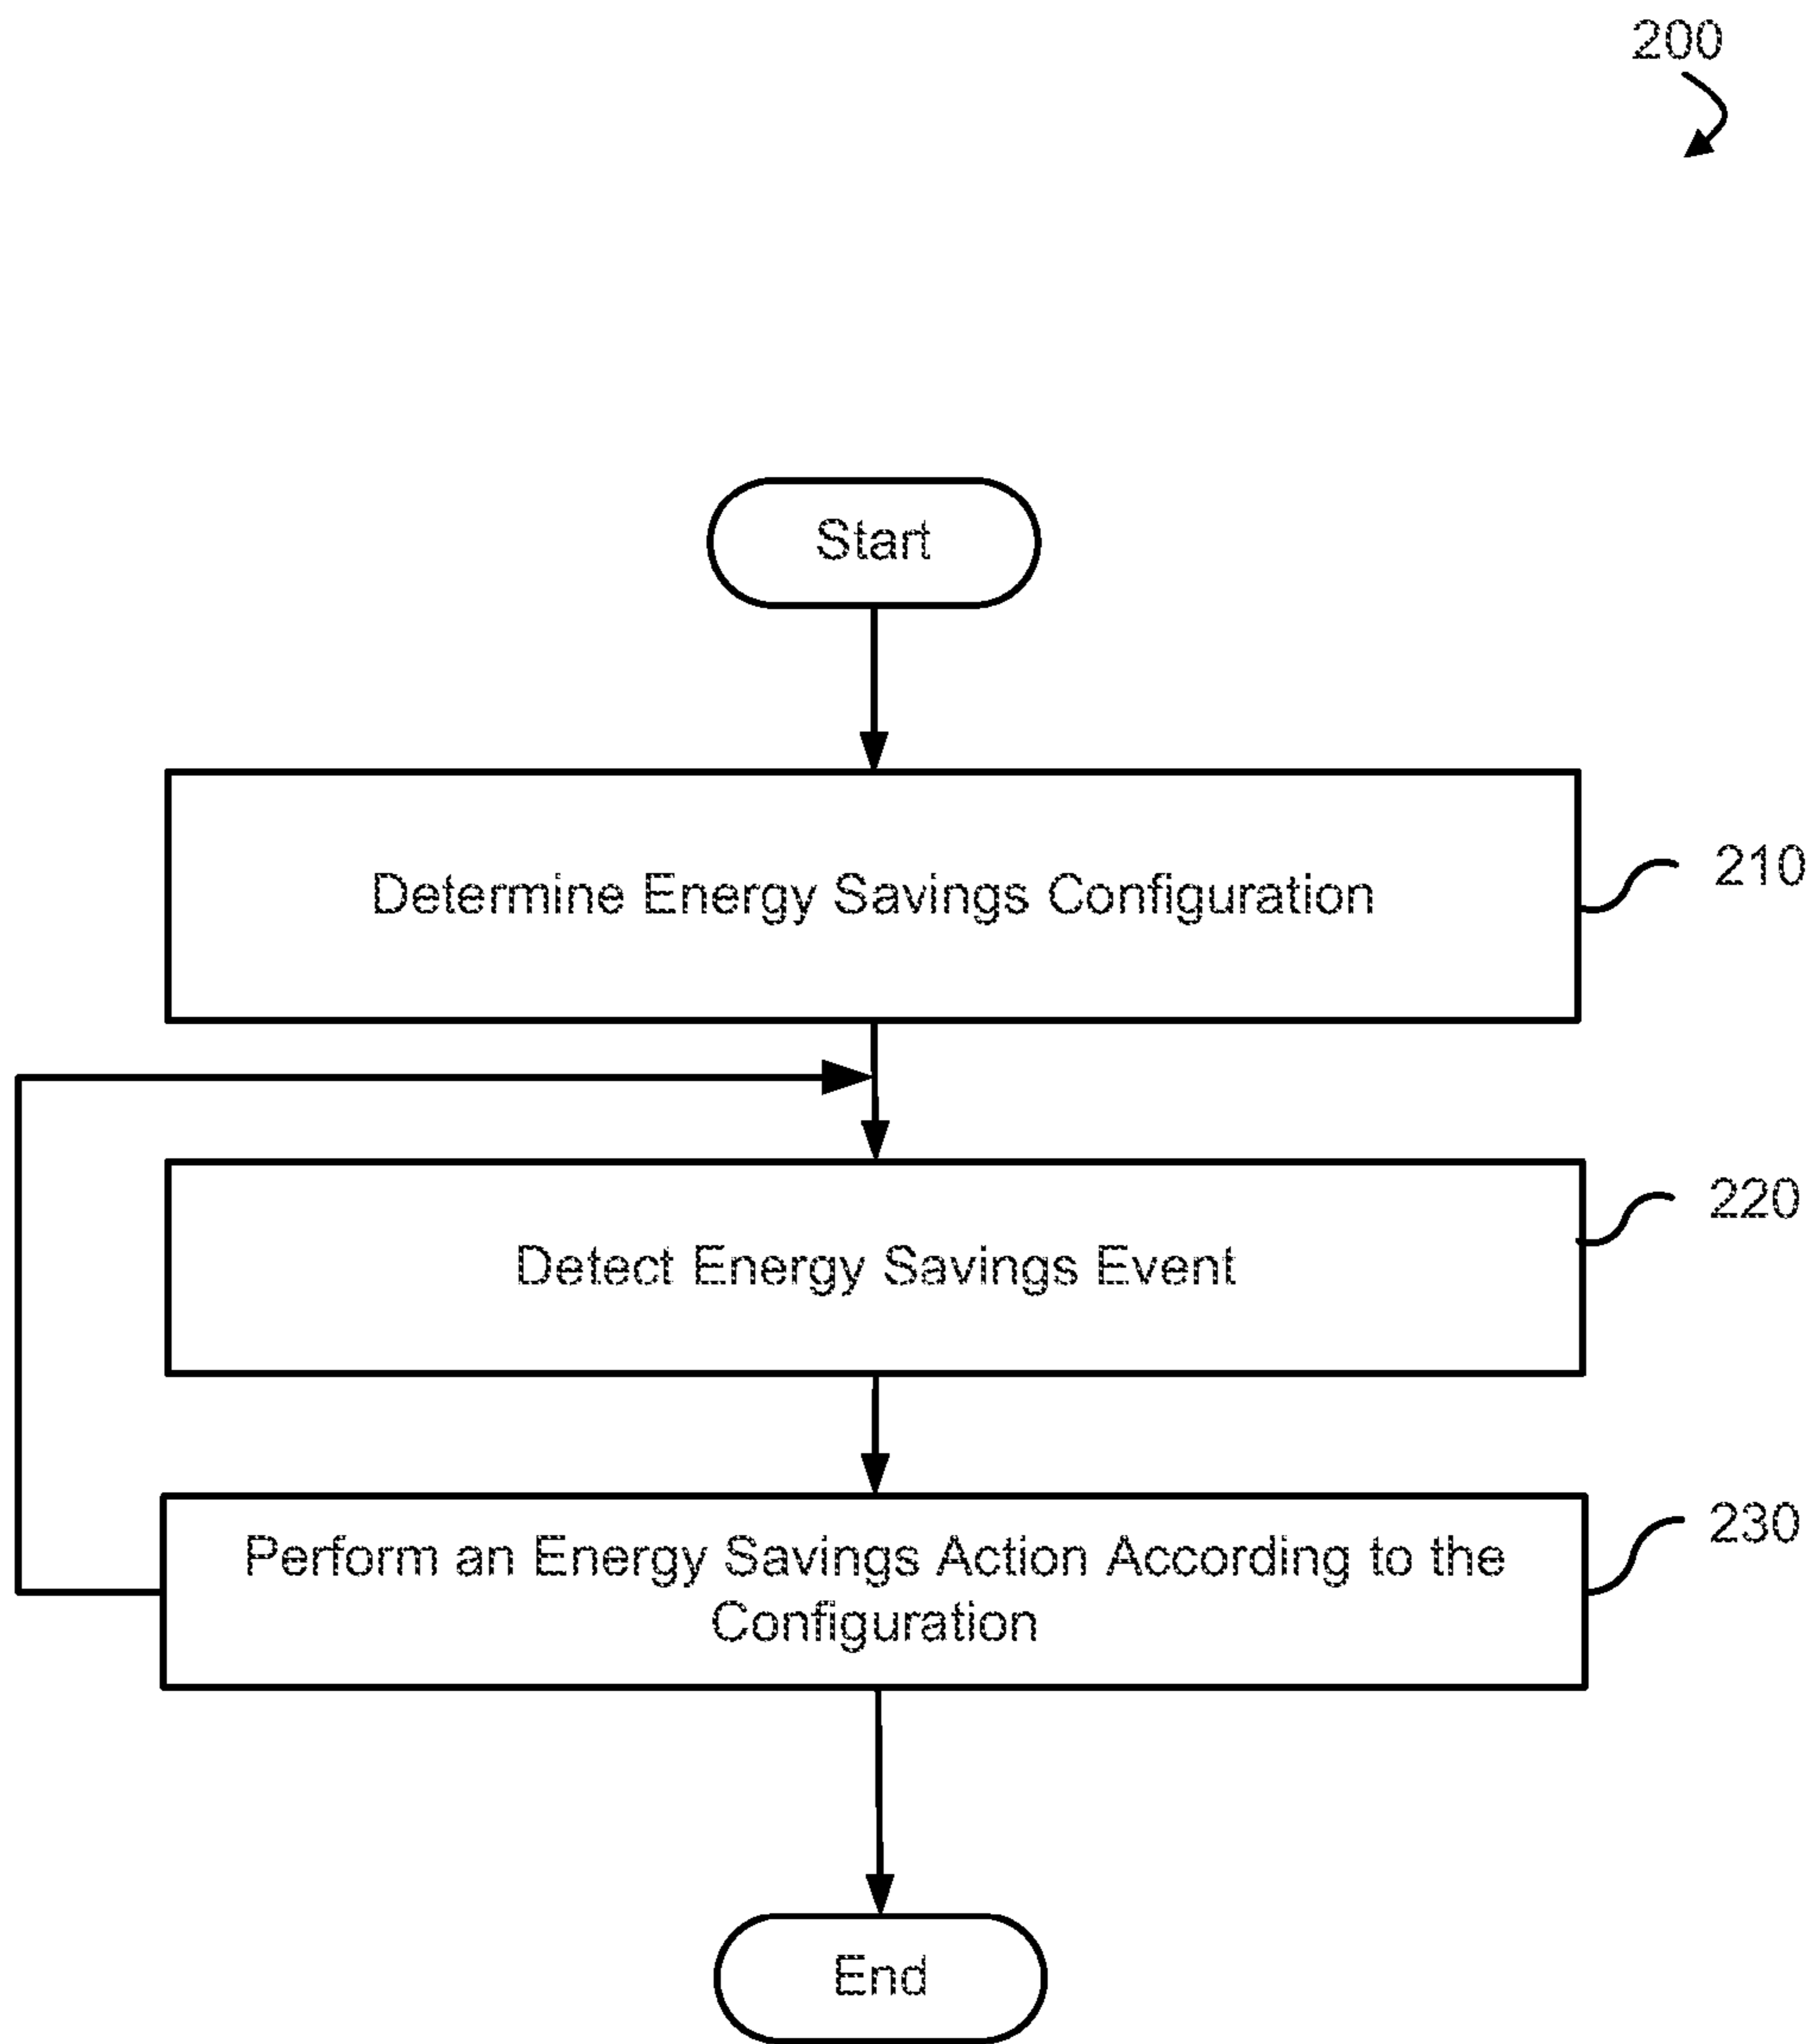 200
Start
Determine Energy Savings Configuration
210
Detect Energy Savings Event
220
Perform an Energy Savings Action According to the
Configuration
230
End